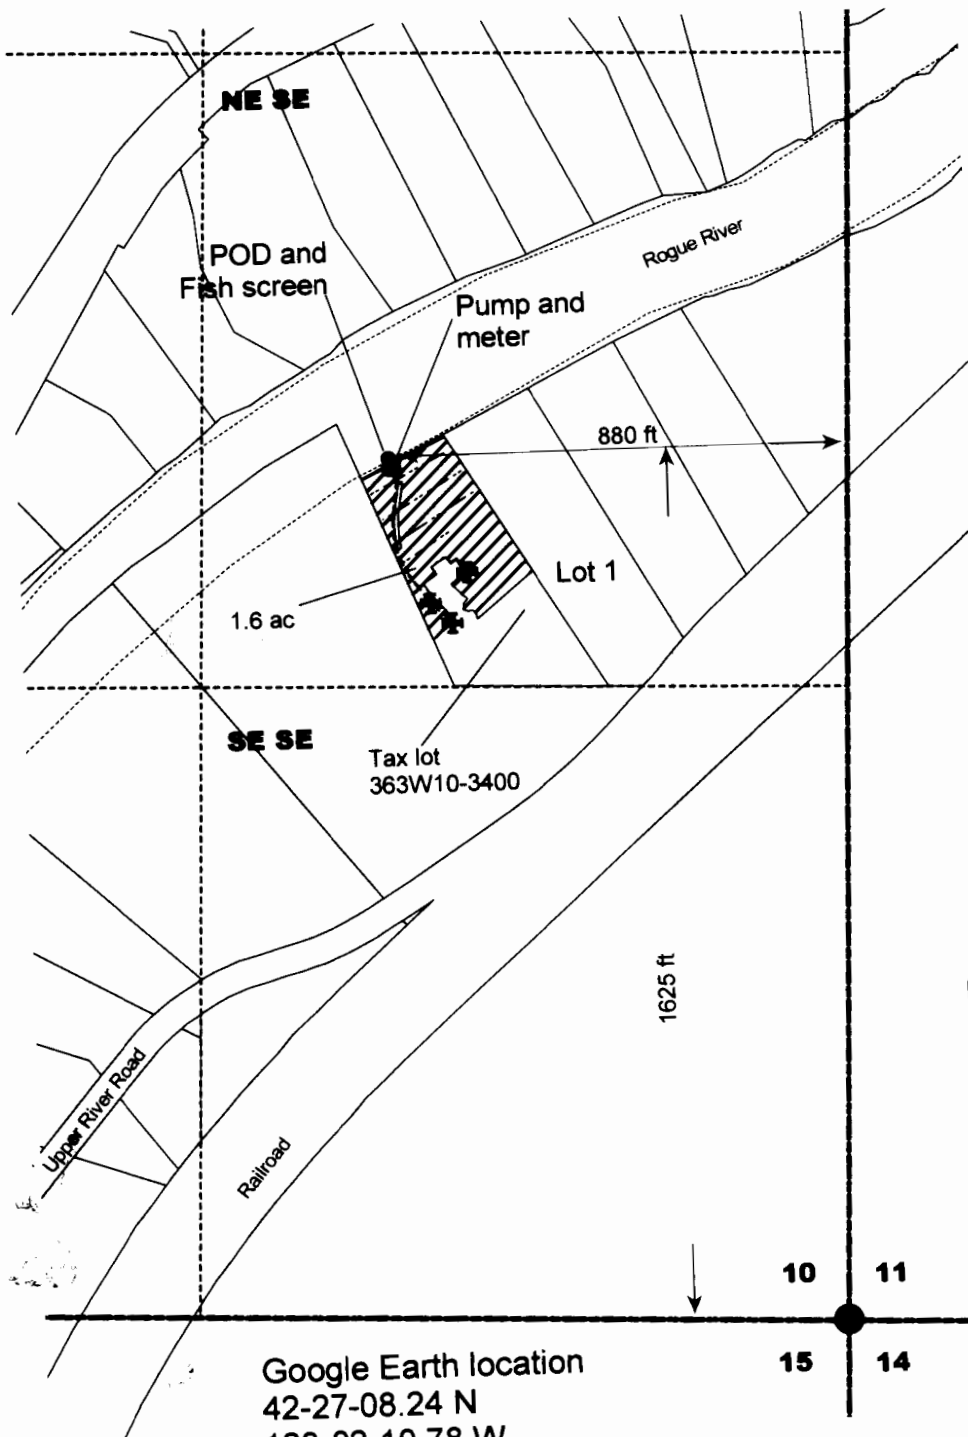 NE SE
Rogue River
POD and
Fish screen
Pump and
meter
880 ft
Lot 1
1.6 ac
SE SE
Tax lot
363W10-3400
1625 ft
Upper River Road
Railroad
10 11
15 14
Google Earth location
42-27-08.24 N